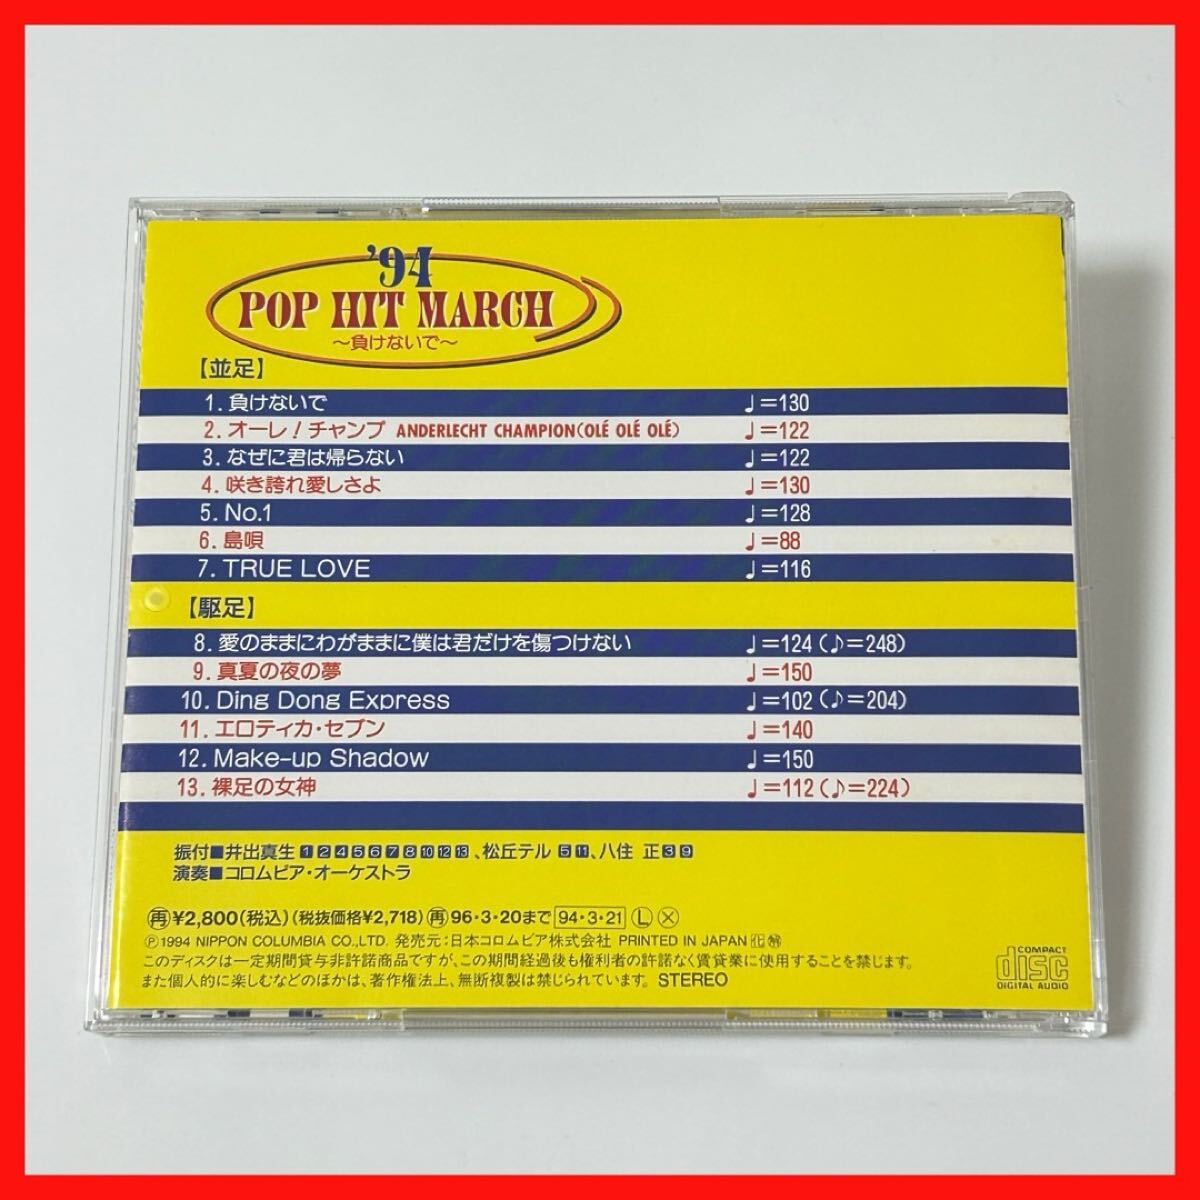 '94
POP HIT MARCH
〜負けないで〜
【並足】
1. 負けないで ♩=130
2. オーレ!チャンプ ANDERLECHT CHAMPION(OLÉ OLÉ OLÉ) ♩=122
3. なぜに君は帰らない ♩=122
4. 咲き誇れ愛しさよ ♩=130
5. No.1 ♩=128
6. 島唄 ♩=88
7. TRUE LOVE ♩=116
【駆足】
8. 愛のままにわがままに僕は君だけを傷つけない ♩=124(♪=248)
9. 真夏の夜の夢 ♩=150
10. Ding Dong Express ♩=102(♪=204)
11. エロティカ・セブン ♩=140
12. Make-up Shadow ♩=150
13. 裸足の女神 ♩=112(♪=224)
振付■井出真生 1 2 4 5 6 7 8 10 12 13、松丘テル 5 11、八住 正 3 9
演奏■コロムビア・オーケストラ
再¥2,800(税込)(税抜価格¥2,718) 再96・3・20まで 94・3・21 Ⓛ Ⓧ
Ⓟ1994 NIPPON COLUMBIA CO.,LTD. 発売元:日本コロムビア株式会社 PRINTED IN JAPAN
このディスクは一定期間貸与非許諾商品ですが、この期間経過後も権利者の許諾なく賃貸業に使用することを禁じます。
また個人的に楽しむなどのほかは、著作権法上、無断複製は禁じられています。 STEREO
COMPACT
disc
DIGITAL AUDIO